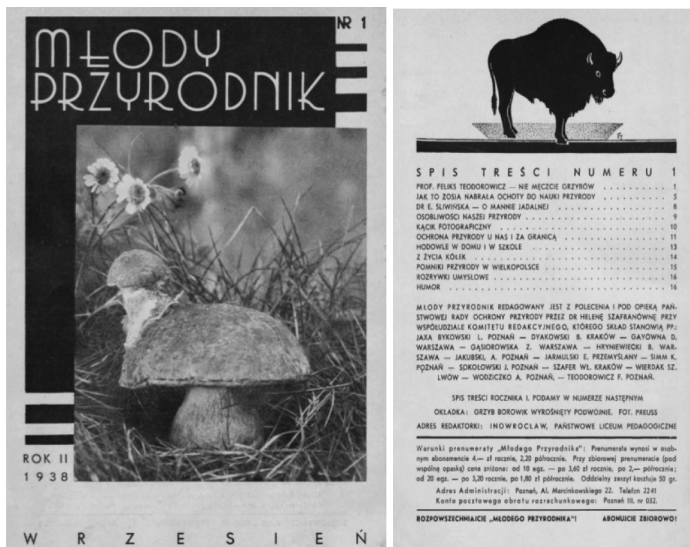 NR 1
MŁODY
PRZYRODNIK
ROK II
1938
WRZESIEŃ
SPIS TREŚCI NUMERU 1
PROF. FELIKS TEODOROWICZ — NIE MĘCZCIE GRZYBÓW . . . . . . . . . . 1
JAK TO ZOSIA NABRAŁA OCHOTY DO NAUKI PRZYRODY . . . . . . . . . . 5
DR E. ŚLIWIŃSKA — O MANNIE JADALNEJ . . . . . . . . . . 8
OSOBLIWOŚCI NASZEJ PRZYRODY . . . . . . . . . . 9
KĄCIK FOTOGRAFICZNY . . . . . . . . . . 10
OCHRONA PRZYRODY U NAS I ZA GRANICĄ . . . . . . . . . . 11
HODOWLE W DOMU I W SZKOLE . . . . . . . . . . 13
Z ŻYCIA KÓŁEK . . . . . . . . . . 14
POMNIKI PRZYRODY W WIELKOPOLSCE . . . . . . . . . . 15
ROZRYWKI UMYSŁOWE . . . . . . . . . . 16
HUMOR . . . . . . . . . . 16
MŁODY PRZYRODNIK REDAGOWANY JEST Z POLECENIA I POD OPIEKĄ PAŃ-
STWOWEJ RADY OCHRONY PRZYRODY PRZEZ DR HELENĘ SZAFRANÓWNĘ PRZY
WSPÓŁUDZIALE KOMITETU REDAKCYJNEGO, KTÓREGO SKŁAD STANOWIĄ PP.:
JAXA BYKOWSKI L. POZNAŃ — DYAKOWSKI B. KRAKÓW — GAYÓWNA D.
WARSZAWA — GĄSIOROWSKA Z. WARSZAWA — HRYNIEWIECKI B. WAR-
SZAWA — JAKUBSKI, A. POZNAŃ — JARMULSKI E. PRZEMYŚLANY — SIMM K.
POZNAŃ — SOKOŁOWSKI J. POZNAŃ — SZAFER WŁ. KRAKÓW — WIERDAK SZ.
LWÓW — WODZICZKO A. POZNAŃ, — TEODOROWICZ F. POZNAŃ.
SPIS TREŚCI ROCZNIKA I. PODAMY W NUMERZE NASTĘPNYM
OKŁADKA: GRZYB BOROWIK WYROŚNIĘTY PODWÓJNIE. FOT. PREUSS
ADRES REDAKTORKI: INOWROCŁAW, PAŃSTWOWE LICEUM PEDAGOGICZNE
Warunki prenumeraty „Młodego Przyrodnika": Prenumerata wynosi w osob-
nym abonamencie 4,— zł rocznie, 2,20 półrocznie. Przy zbiorowej prenumeracie (pod
wspólną opaską) cena zniżona: od 10 egz. — po 3,60 zł rocznie, po 2,— półrocznie;
od 20 egz. — po 3,20 rocznie, po 1,80 zł półrocznie. Oddzielny zeszyt kosztuje 50 gr.
Adres Administracji: Poznań, Al. Marcinkowskiego 22. Telefon 2241
Konto pocztowego obrotu rozrachunkowego: Poznań III, nr 032.
ROZPOWSZECHNIAJCIE „MŁODEGO PRZYRODNIKA"! ABONUJCIE ZBIOROWO!